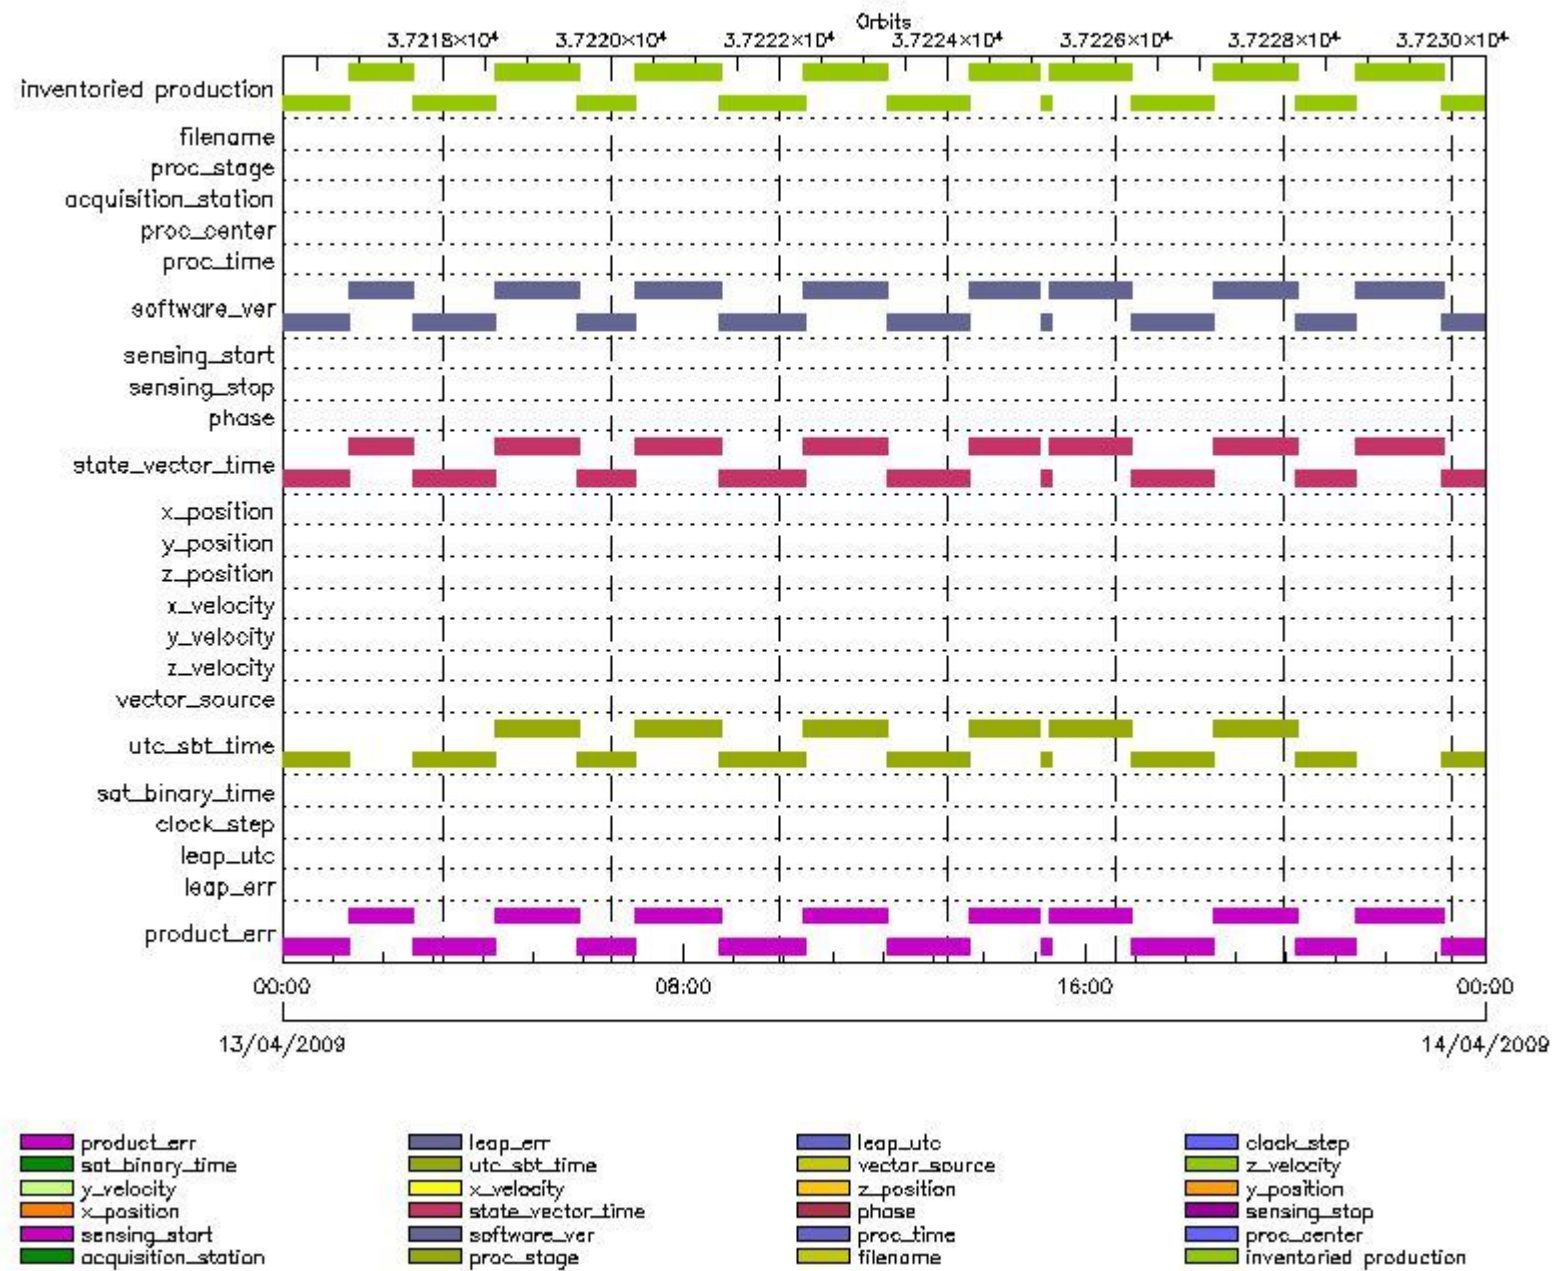 Orbits
3.7218×10⁴ 3.7220×10⁴ 3.7222×10⁴ 3.7224×10⁴ 3.7226×10⁴ 3.7228×10⁴ 3.7230×10⁴
inventoried production
filename
proc_stage
acquisition_station
proc_center
proc_time
software_ver
sensing_start
sensing_stop
phase
state_vector_time
x_position
y_position
z_position
x_velocity
y_velocity
z_velocity
vector_source
utc_sbt_time
sat_binary_time
clock_step
leap_utc
leap_err
product_err
00:00 08:00 16:00 00:00
13/04/2009 14/04/2009
product_err leap_err leap_utc clock_step
sat_binary_time utc_sbt_time vector_source z_velocity
y_velocity x_velocity z_position y_position
x_position state_vector_time phase sensing_stop
sensing_start software_ver proc_time proc_center
acquisition_station proc_stage filename inventoried production